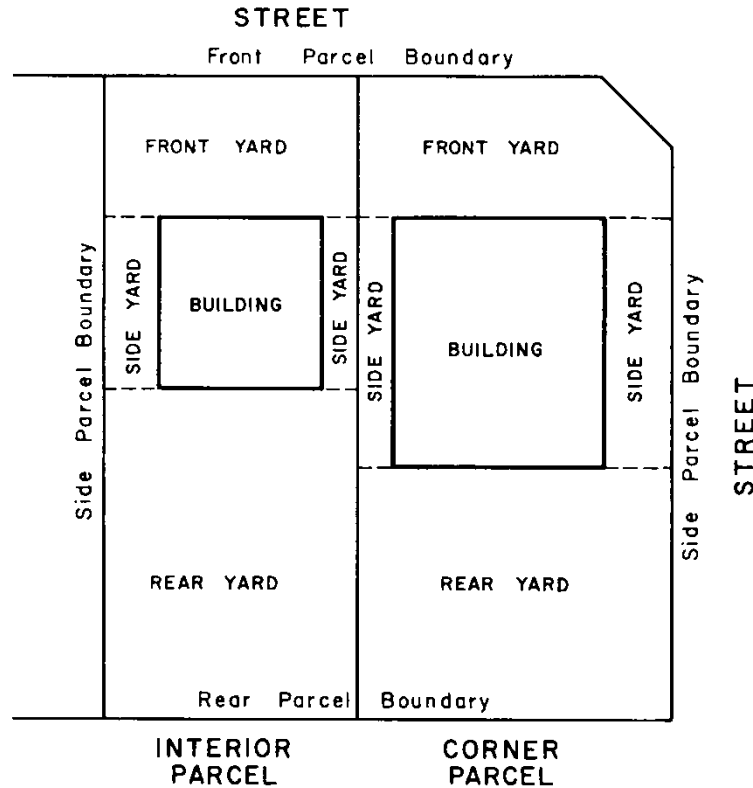 STREET
Front Parcel Boundary
FRONT YARD
FRONT YARD
Side Parcel Boundary
SIDE YARD
BUILDING
SIDE YARD
SIDE YARD
BUILDING
SIDE YARD
Side Parcel Boundary
STREET
REAR YARD
REAR YARD
Rear Parcel Boundary
INTERIOR
PARCEL
CORNER
PARCEL